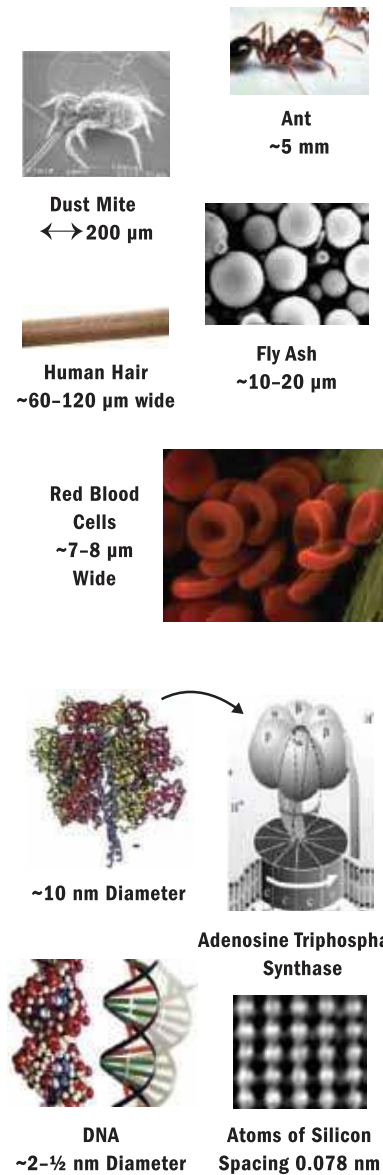 Ant
~5 mm
Dust Mite
⟷ 200 µm
Fly Ash
~10–20 µm
Human Hair
~60–120 µm wide
Red Blood
Cells
~7–8 µm
Wide
~10 nm Diameter
Adenosine Triphospha
Synthase
DNA
~2–½ nm Diameter
Atoms of Silicon
Spacing 0.078 nm